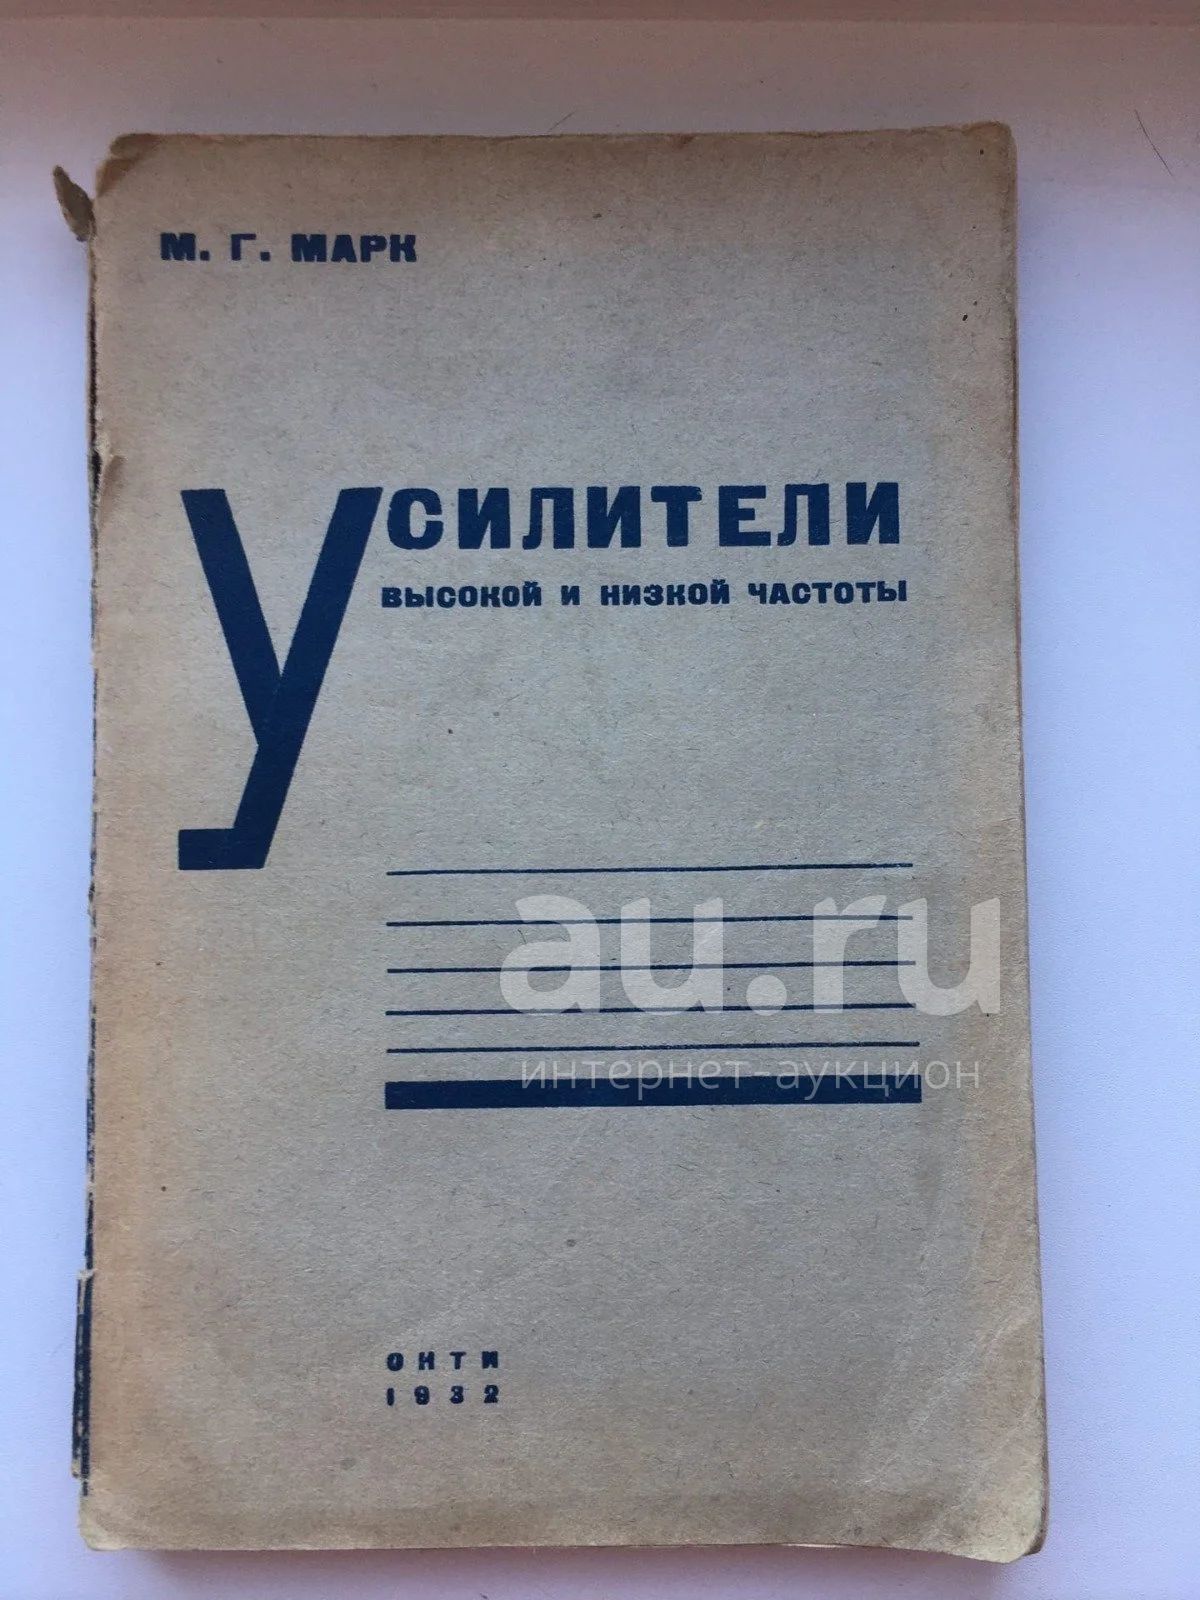 М. Г. МАРК
УСИЛИТЕЛИ
ВЫСОКОЙ И НИЗКОЙ ЧАСТОТЫ
au.ru
интернет-аукцион
ОНТИ
1932